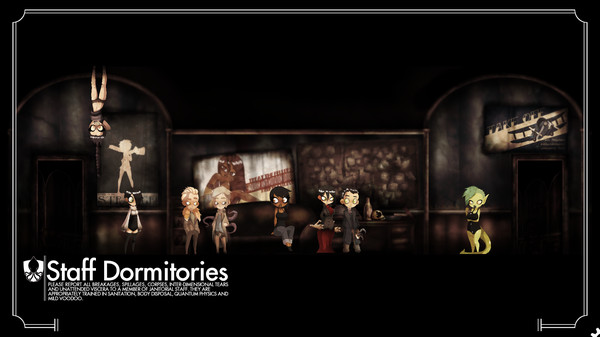 Staff Dormitories
PLEASE REPORT ALL BREAKAGES, SPILLAGES, CORPSES, INTER-DIMENSIONAL TEARS
AND UNATTENDED VISCERA TO A MEMBER OF JANITORIAL STAFF. THEY ARE
APPROPRIATELY TRAINED IN SANITATION, BODY DISPOSAL, QUANTUM PHYSICS AND
MILD VOODOO.